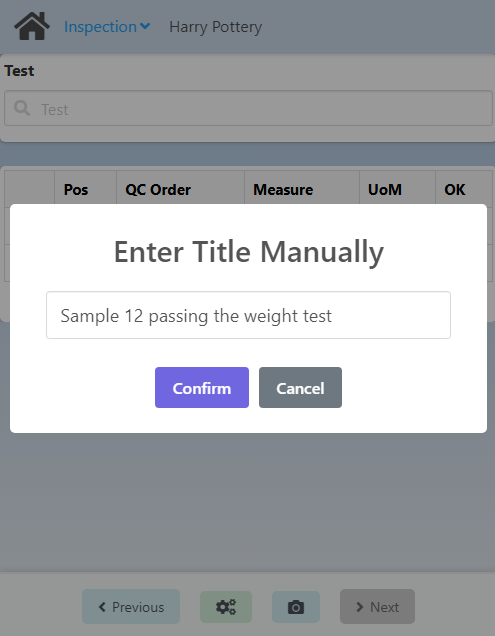 Inspection Harry Pottery
Test
Test
Pos QC Order Measure UoM OK
Enter Title Manually
Sample 12 passing the weight test
Confirm Cancel
Previous Next